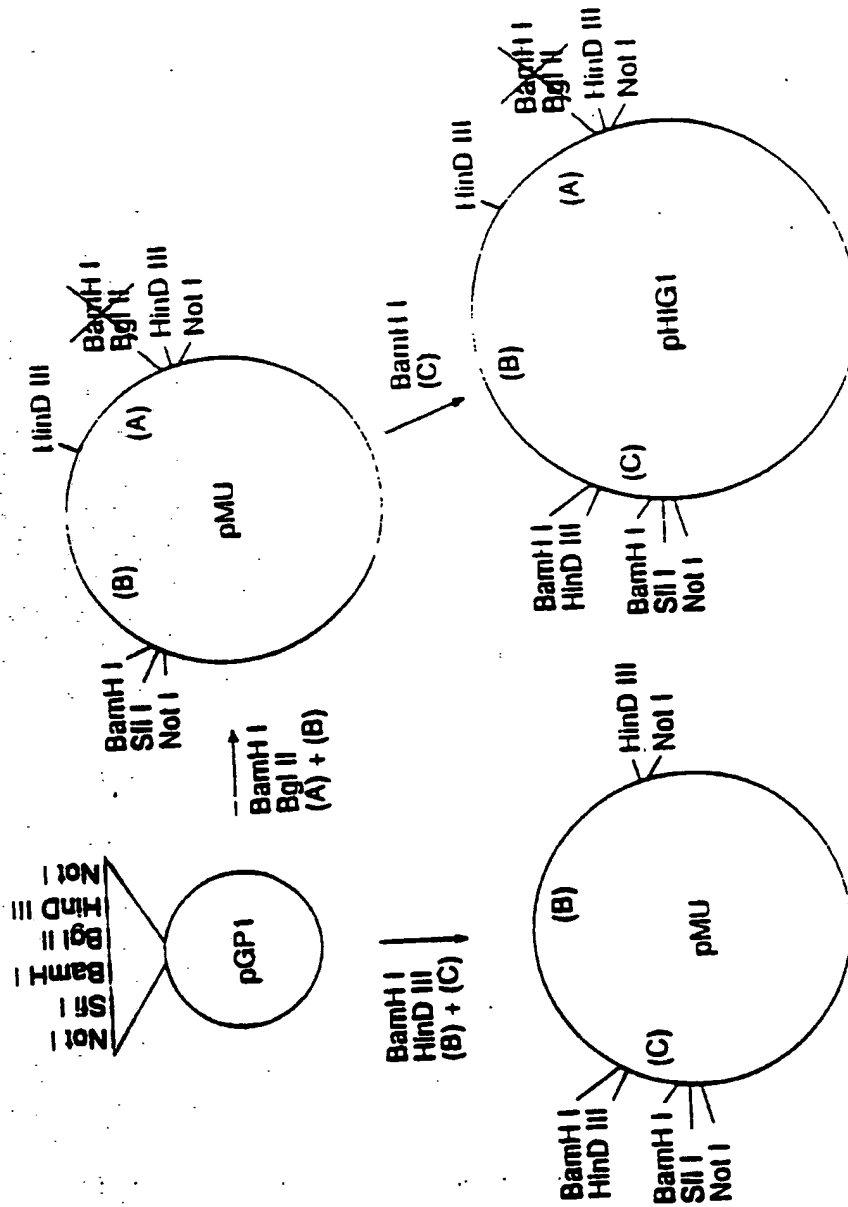 Not I
Sfi I
BamH I
Bgl II
HinD III
Not I
pGP1
BamH I
Bgl II
(A) + (B)
BamH I
Sfi I
Not I
(B)
pMU
(A)
HinD III
BamH I
Bgl II
HinD III
Not I
BamH I
HinD III
(B) + (C)
BamH I
(C)
BamH I
HinD III
(C)
BamH I
Sfi I
Not I
(B)
pMU
HinD III
Not I
BamH I
HinD III
(C)
BamH I
Sfi I
Not I
(B)
pHIG1
(A)
HinD III
BamH I
Bgl II
HinD III
Not I